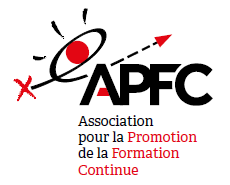 APFC
Association
pour la Promotion
de la Formation
Continue